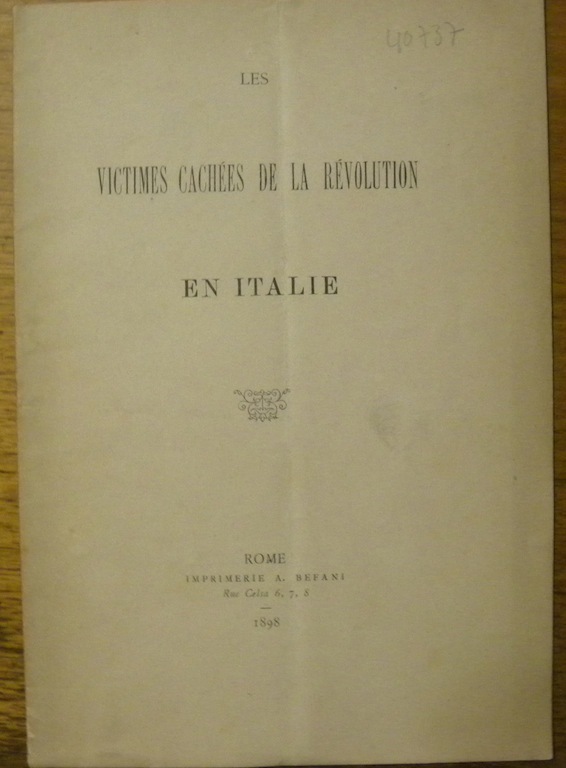 40737
LES
VICTIMES CACHÉES DE LA RÉVOLUTION
EN ITALIE
ROME
IMPRIMERIE A. BEFANI
Rue Celsa 6, 7, 8
1898